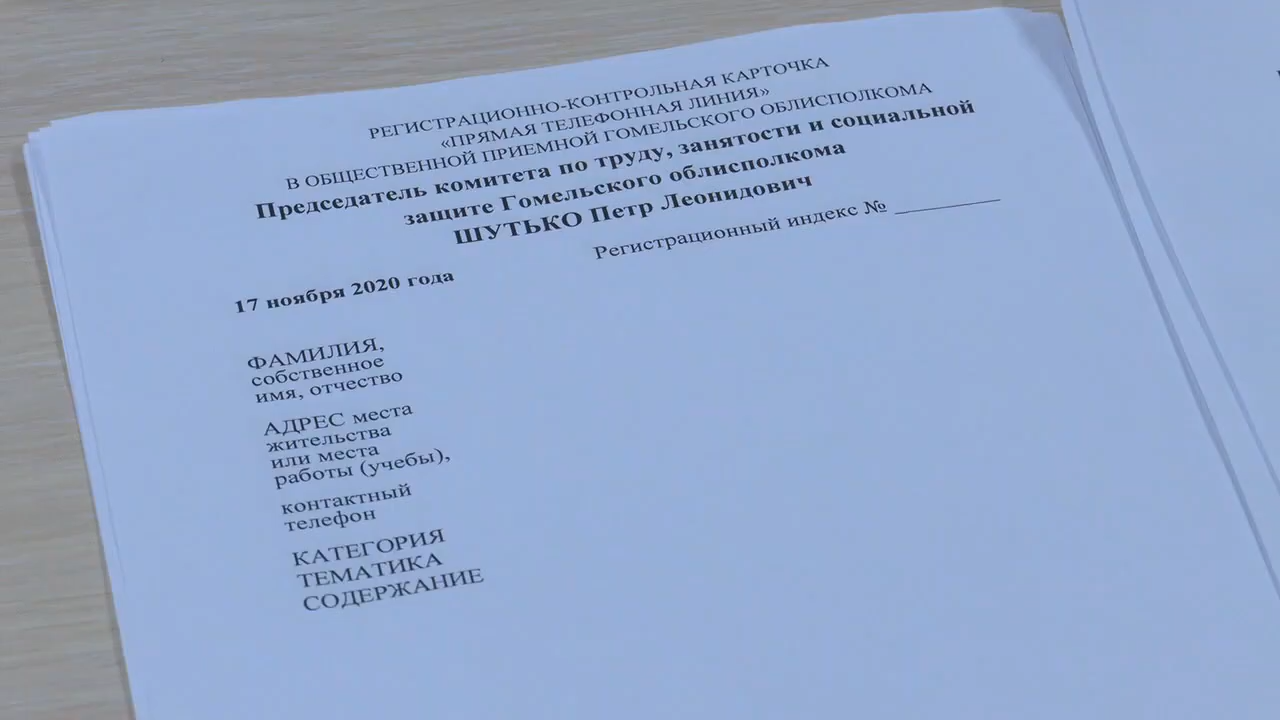 РЕГИСТРАЦИОННО-КОНТРОЛЬНАЯ КАРТОЧКА
«ПРЯМАЯ ТЕЛЕФОННАЯ ЛИНИЯ»
В ОБЩЕСТВЕННОЙ ПРИЕМНОЙ ГОМЕЛЬСКОГО ОБЛИСПОЛКОМА
Председатель комитета по труду, занятости и социальной
защите Гомельского облисполкома
ШУТЬКО Петр Леонидович
Регистрационный индекс № __________
17 ноября 2020 года
ФАМИЛИЯ,
собственное
имя, отчество
АДРЕС места
жительства
или места
работы (учебы),
контактный
телефон
КАТЕГОРИЯ
ТЕМАТИКА
СОДЕРЖАНИЕ